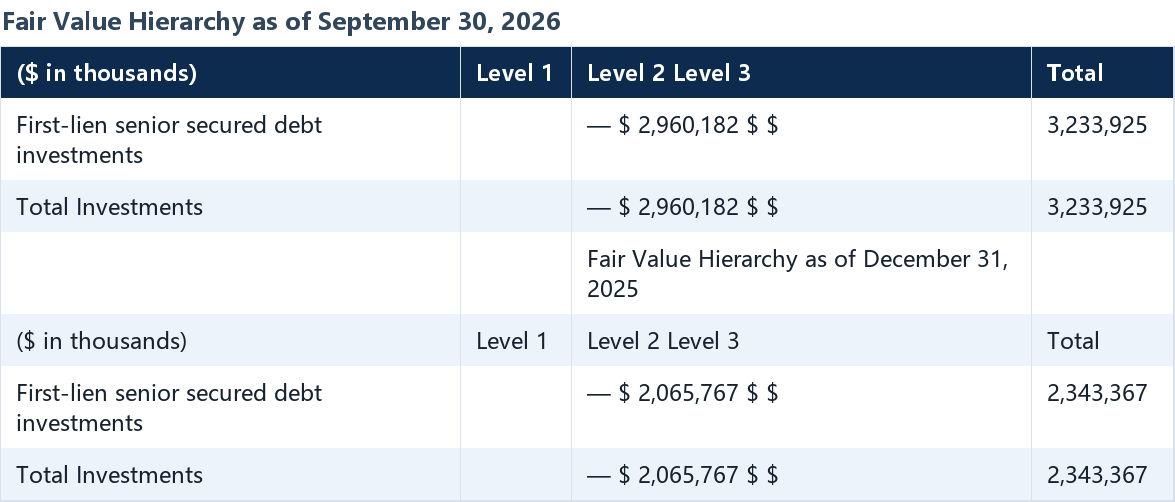 Fair Value Hierarchy as of September 30, 2026
($ in thousands) Level 1 Level 2 Level 3 Total
First-lien senior secured debt — $ 2,960,182 $ $ 3,233,925
investments
Total Investments — $ 2,960,182 $ $ 3,233,925
Fair Value Hierarchy as of December 31,
2025
($ in thousands) Level 1 Level 2 Level 3 Total
First-lien senior secured debt — $ 2,065,767 $ $ 2,343,367
investments
Total Investments — $ 2,065,767 $ $ 2,343,367